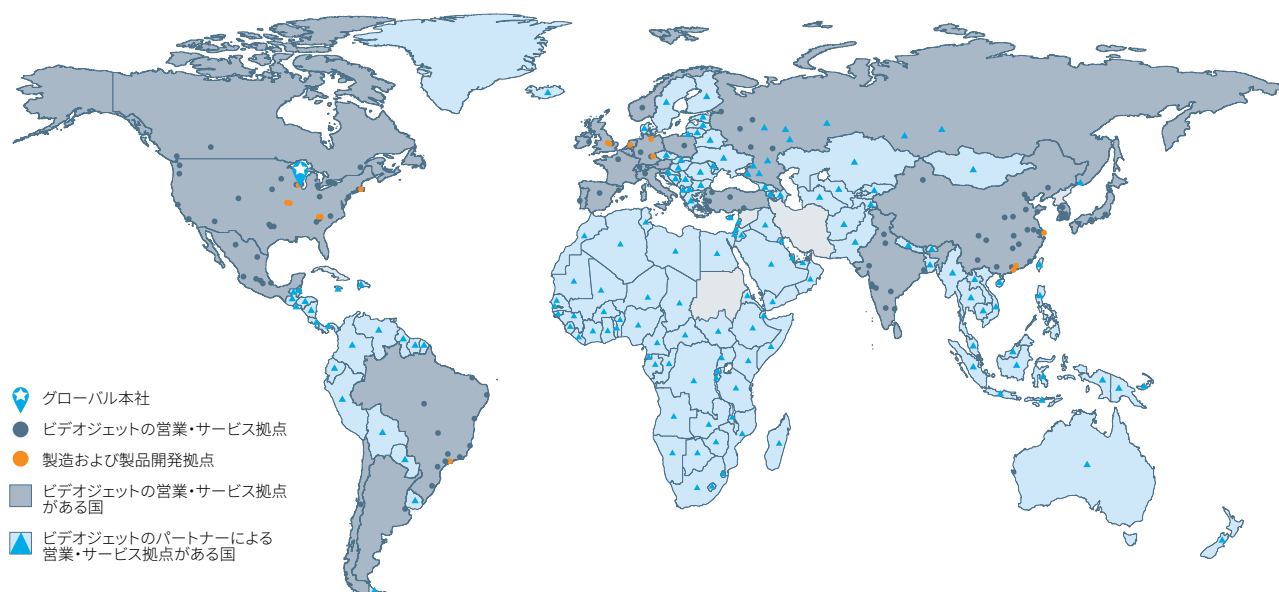 グローバル本社
ビデオジェットの営業・サービス拠点
製造および製品開発拠点
ビデオジェットの営業・サービス拠点
がある国
ビデオジェットのパートナーによる
営業・サービス拠点がある国